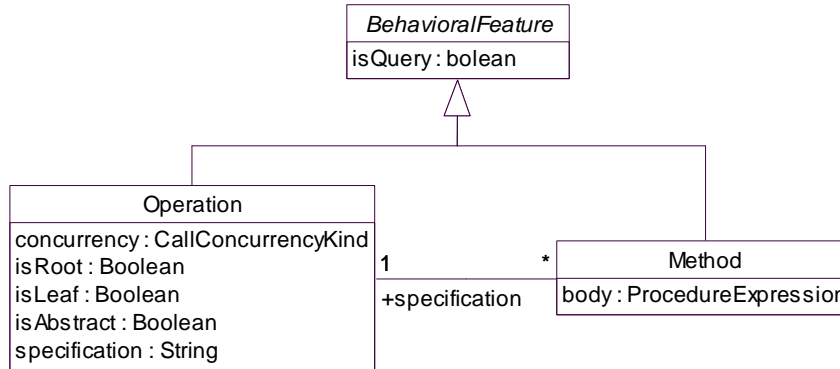 BehavioralFeature
isQuery : bolean
Operation
concurrency : CallConcurrencyKind
isRoot : Boolean
isLeaf : Boolean
isAbstract : Boolean
specification : String
1
*
+specification
Method
body : ProcedureExpression